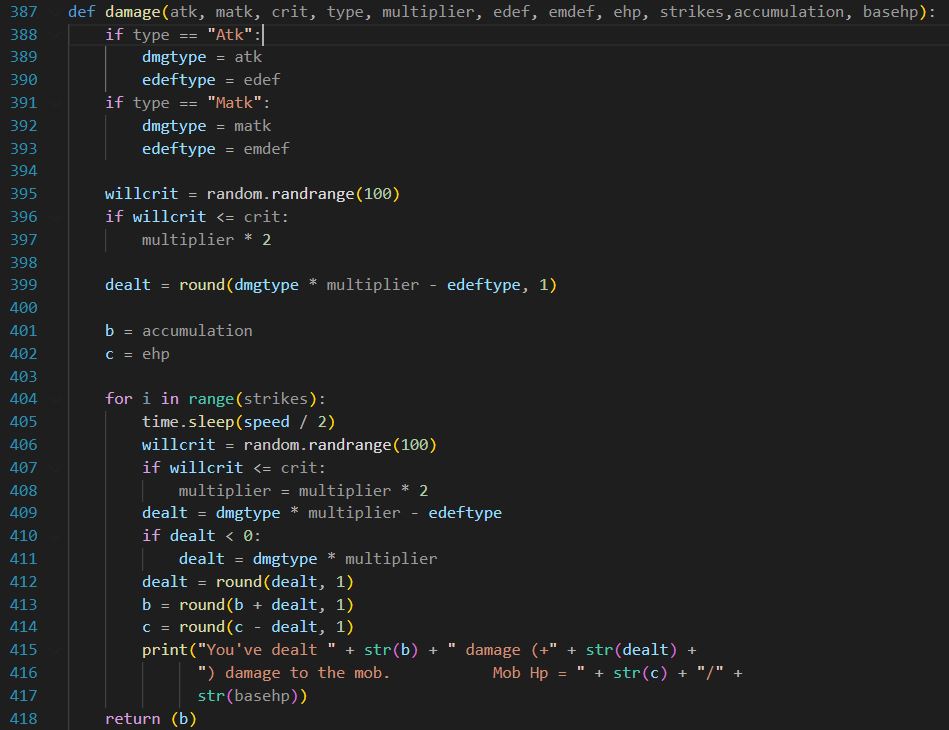 387 def damage(atk, matk, crit, type, multiplier, edef, emdef, ehp, strikes,accumulation, basehp):
388     if type == "Atk":
389         dmgtype = atk
390         edeftype = edef
391     if type == "Matk":
392         dmgtype = matk
393         edeftype = emdef
394
395     willcrit = random.randrange(100)
396     if willcrit <= crit:
397         multiplier * 2
398
399     dealt = round(dmgtype * multiplier - edeftype, 1)
400
401     b = accumulation
402     c = ehp
403
404     for i in range(strikes):
405         time.sleep(speed / 2)
406         willcrit = random.randrange(100)
407         if willcrit <= crit:
408             multiplier = multiplier * 2
409         dealt = dmgtype * multiplier - edeftype
410         if dealt < 0:
411             dealt = dmgtype * multiplier
412         dealt = round(dealt, 1)
413         b = round(b + dealt, 1)
414         c = round(c - dealt, 1)
415         print("You've dealt " + str(b) + " damage (+" + str(dealt) +
416               ") damage to the mob.           Mob Hp = " + str(c) + "/" +
417               str(basehp))
418     return (b)